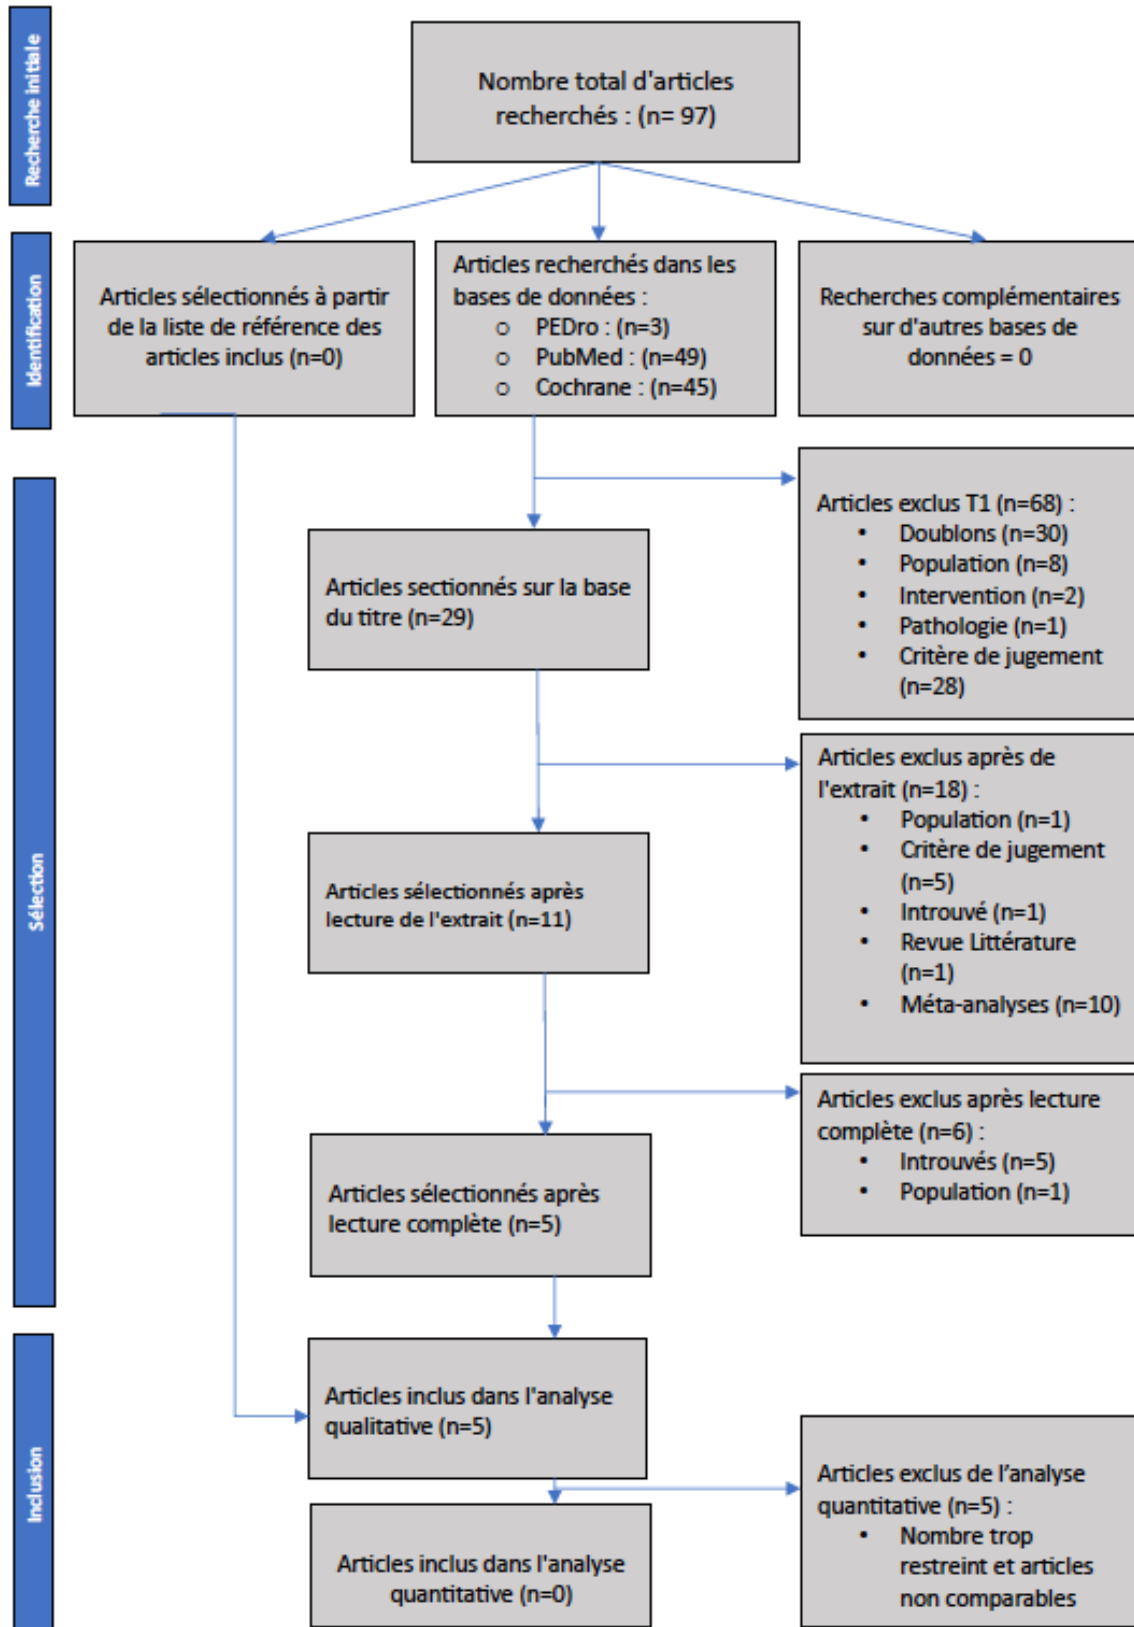 Recherche initiale
Nombre total d'articles
recherchés : (n= 97)
Identification
Articles sélectionnés à partir
de la liste de référence des
articles inclus (n=0)
Articles recherchés dans les
bases de données :
o PEDro : (n=3)
o PubMed : (n=49)
o Cochrane : (n=45)
Recherches complémentaires
sur d'autres bases de
données = 0
Sélection
Articles exclus T1 (n=68) :
• Doublons (n=30)
• Population (n=8)
• Intervention (n=2)
• Pathologie (n=1)
• Critère de jugement
(n=28)
Articles sectionnés sur la base
du titre (n=29)
Articles exclus après de
l'extrait (n=18) :
• Population (n=1)
• Critère de jugement
(n=5)
• Introuvé (n=1)
• Revue Littérature
(n=1)
• Méta-analyses (n=10)
Articles sélectionnés après
lecture de l'extrait (n=11)
Articles exclus après lecture
complète (n=6) :
• Introuvés (n=5)
• Population (n=1)
Articles sélectionnés après
lecture complète (n=5)
Inclusion
Articles inclus dans l'analyse
qualitative (n=5)
Articles exclus de l’analyse
quantitative (n=5) :
• Nombre trop
restreint et articles
non comparables
Articles inclus dans l'analyse
quantitative (n=0)